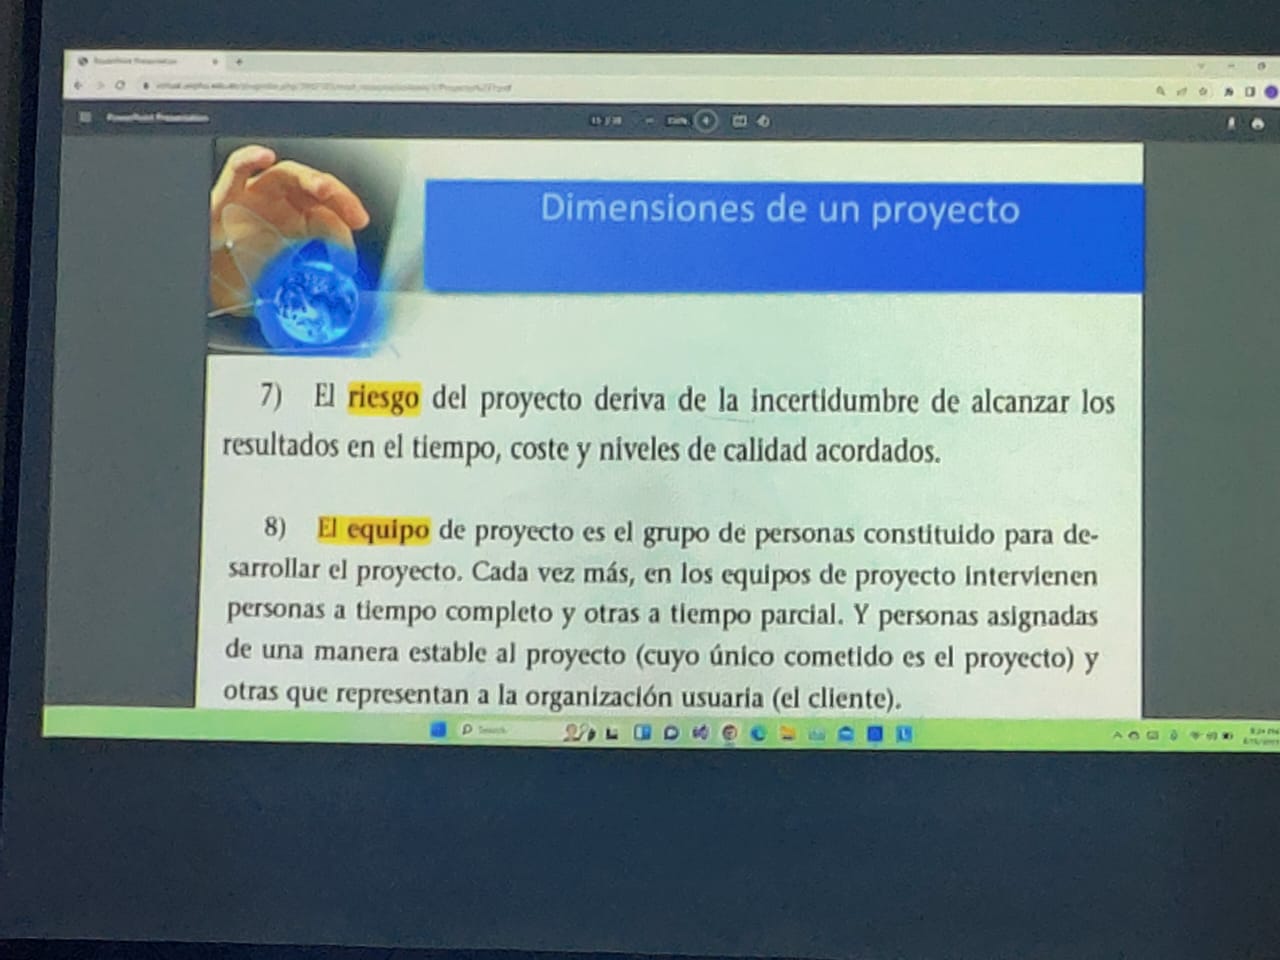 PowerPoint Presentation
PowerPoint Presentation
Dimensiones de un proyecto
7) El riesgo del proyecto deriva de la incertidumbre de alcanzar los
resultados en el tiempo, coste y niveles de calidad acordados.
8) El equipo de proyecto es el grupo de personas constituido para de-
sarrollar el proyecto. Cada vez más, en los equipos de proyecto intervienen
personas a tiempo completo y otras a tiempo parcial. Y personas asignadas
de una manera estable al proyecto (cuyo único cometido es el proyecto) y
otras que representan a la organización usuaria (el cliente).
Search